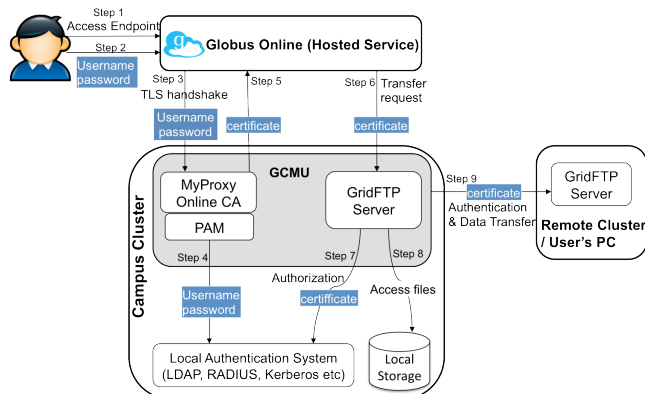 Step 1
Access Endpoint
Step 2
Username
password
g
Globus Online (Hosted Service)
Step 3
TLS handshake
Username
password
Step 5
certificate
Step 6
Transfer
request
certificate
Campus Cluster
GCMU
MyProxy
Online CA
PAM
GridFTP
Server
Step 4
Username
password
Step 7
Authorization
certifficate
Step 8
Access files
Step 9
certificate
Authentication
& Data Transfer
GridFTP
Server
Remote Cluster
/ User's PC
Local Authentication System
(LDAP, RADIUS, Kerberos etc)
Local
Storage